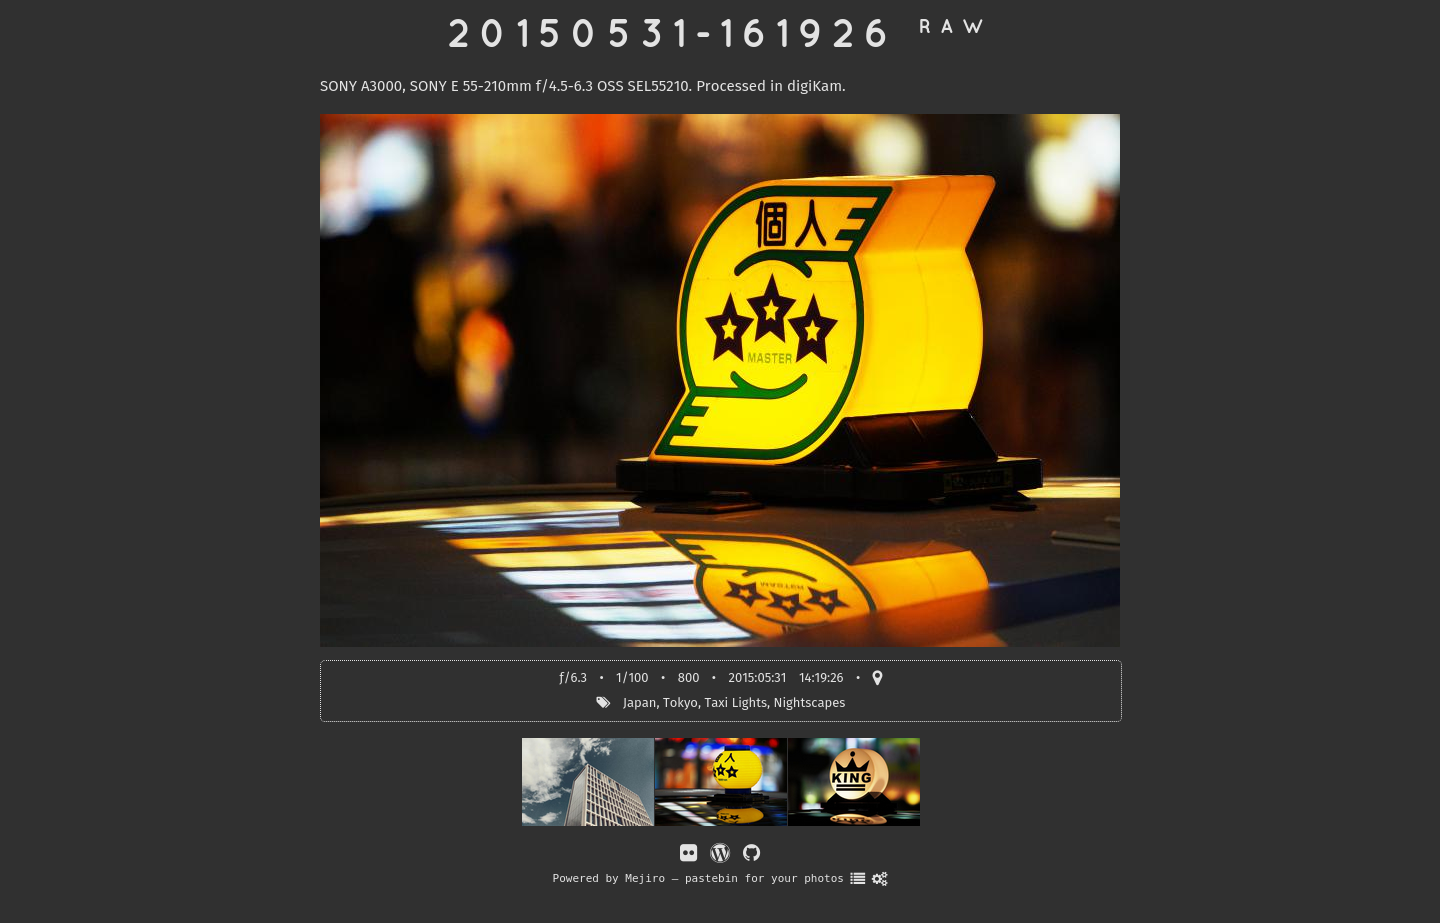 20150531-161926 RAW
SONY A3000, SONY E 55-210mm f/4.5-6.3 OSS SEL55210. Processed in digiKam.
個人
MASTER
ƒ/6.3 • 1/100 • 800 • 2015:05:31 14:19:26 •
Japan, Tokyo, Taxi Lights, Nightscapes
個人
KING
Powered by Mejiro — pastebin for your photos